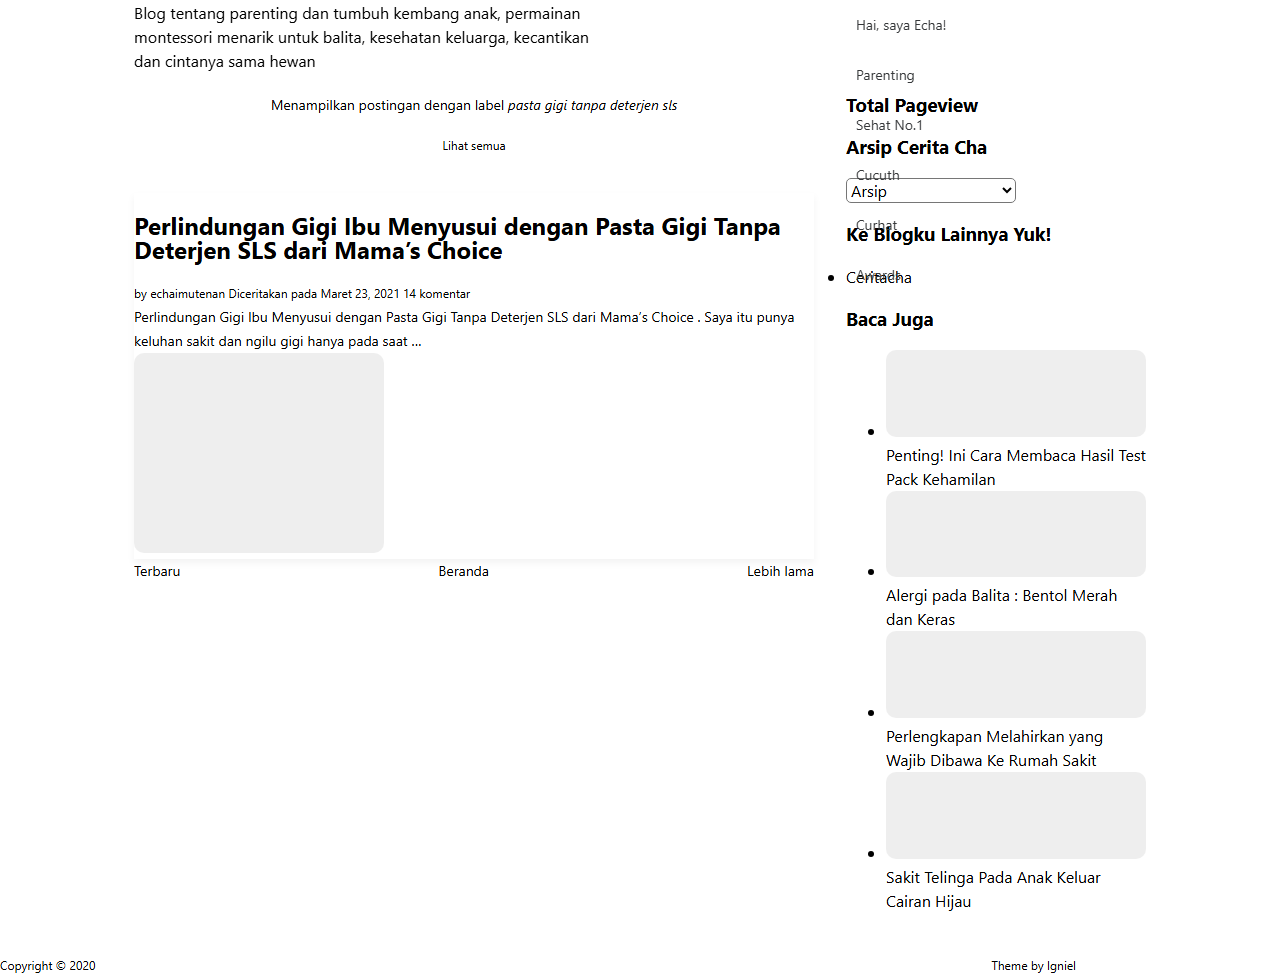 Blog tentang parenting dan tumbuh kembang anak, permainan
montessori menarik untuk balita, kesehatan keluarga, kecantikan
dan cintanya sama hewan
Menampilkan postingan dengan label pasta gigi tanpa deterjen sls
Lihat semua
Perlindungan Gigi Ibu Menyusui dengan Pasta Gigi Tanpa
Deterjen SLS dari Mama’s Choice
by echaimutenan Diceritakan pada Maret 23, 2021 14 komentar
Perlindungan Gigi Ibu Menyusui dengan Pasta Gigi Tanpa Deterjen SLS dari Mama’s Choice . Saya itu punya
keluhan sakit dan ngilu gigi hanya pada saat …
Terbaru
Beranda
Lebih lama
Hai, saya Echa!
Parenting
Total Pageview
Sehat No.1
Arsip Cerita Cha
Cucuth
Arsip
Curhat
Ke Blogku Lainnya Yuk!
Awards
Ceritacha
Baca Juga
Penting! Ini Cara Membaca Hasil Test
Pack Kehamilan
Alergi pada Balita : Bentol Merah
dan Keras
Perlengkapan Melahirkan yang
Wajib Dibawa Ke Rumah Sakit
Sakit Telinga Pada Anak Keluar
Cairan Hijau
Copyright © 2020
Theme by Igniel